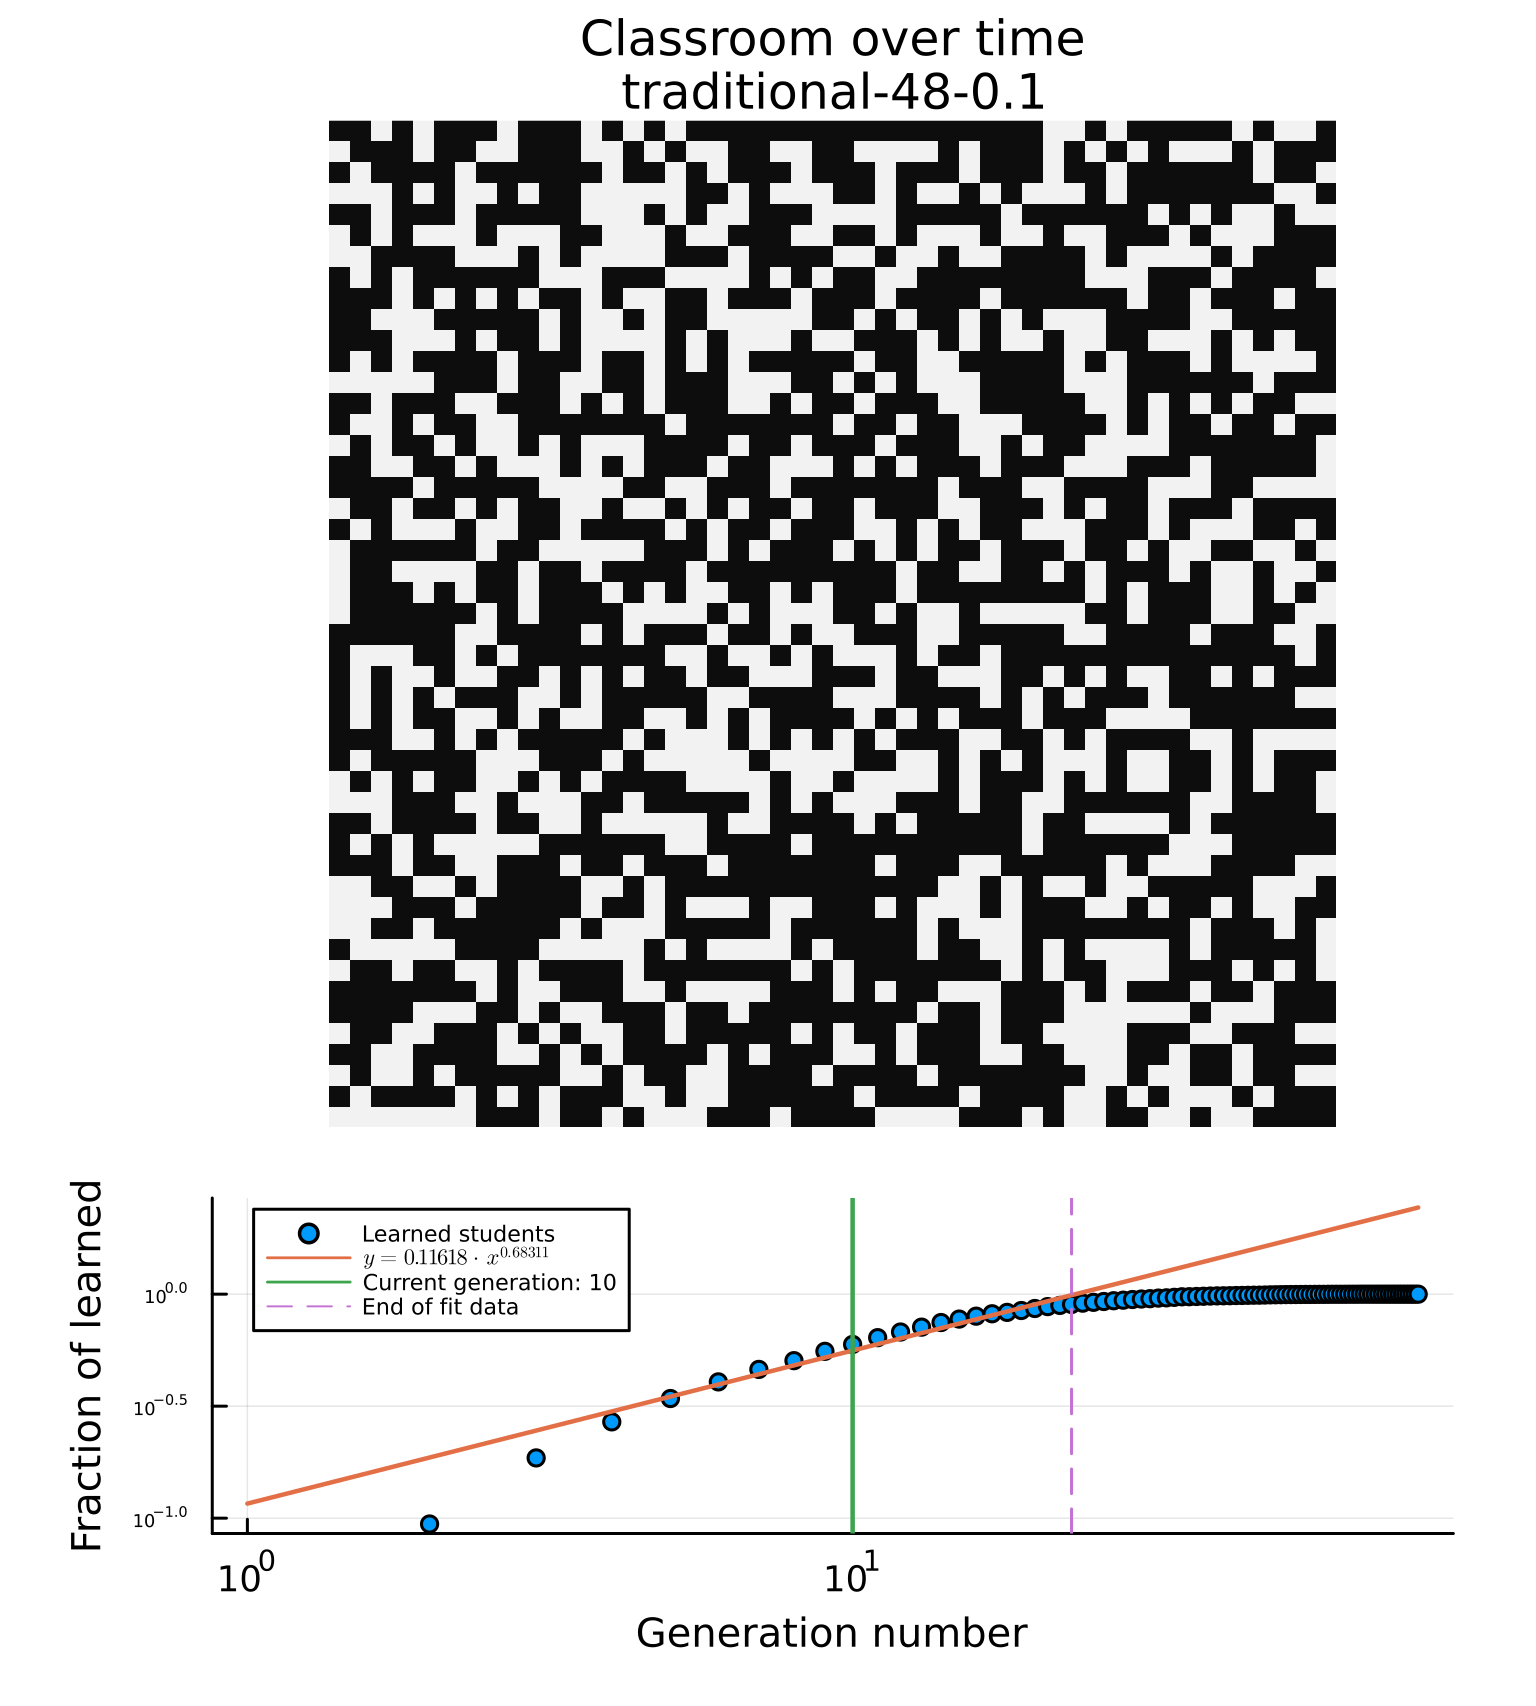 Classroom over time
traditional-48-0.1
Fraction of learned
Learned students
y = 0.11618 · x^0.68311
Current generation: 10
End of fit data
10^0.0
10^−0.5
10^−1.0
10^0
10^1
Generation number